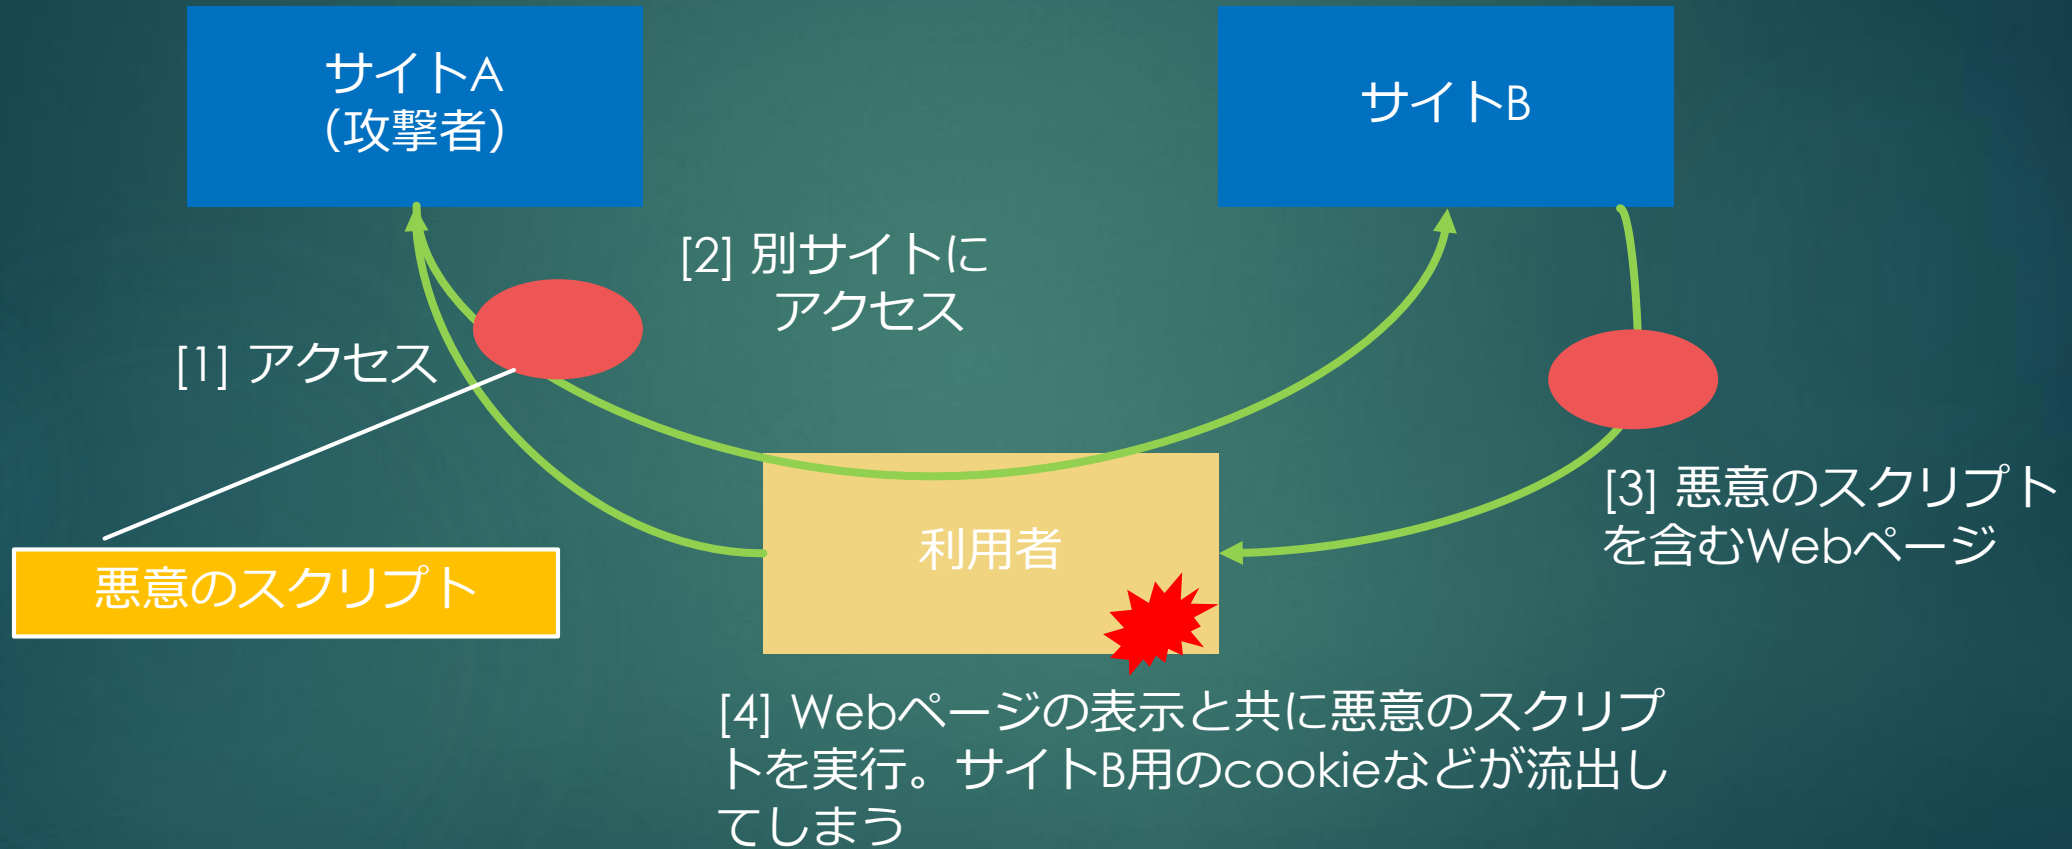 サイトA
（攻撃者）
サイトB
[2] 別サイトに
アクセス
[1] アクセス
[3] 悪意のスクリプト
を含むWebページ
利用者
悪意のスクリプト
[4] Webページの表示と共に悪意のスクリプ
トを実行。サイトB用のcookieなどが流出し
てしまう